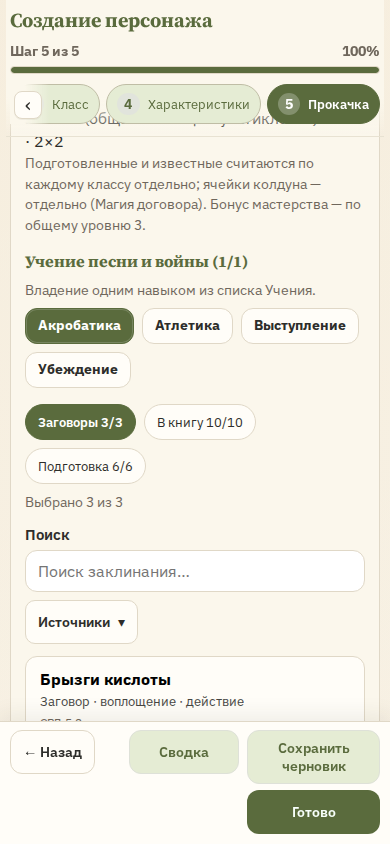 Создание персонажа
Шаг 5 из 5
100%
‹
Класс
4 Характеристики
5 Прокачка
· 2×2
Подготовленные и известные считаются по
каждому классу отдельно; ячейки колдуна —
отдельно (Магия договора). Бонус мастерства — по
общему уровню 3.
Учение песни и войны (1/1)
Владение одним навыком из списка Учения.
Акробатика
Атлетика
Выступление
Убеждение
Заговоры 3/3
В книгу 10/10
Подготовка 6/6
Выбрано 3 из 3
Поиск
Поиск заклинания...
Источники ▼
Брызги кислоты
Заговор · воплощение · действие
← Назад
Сводка
Сохранить
черновик
Готово